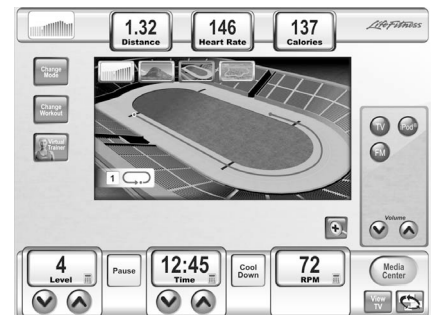 1.32
Distance
146
Heart Rate
137
Calories
LifeFitness
Change
Mode
Change
Workout
Virtual
Trainer
1
TV
iPod
FM
Volume
4
Level
Pause
12:45
Time
Cool
Down
72
RPM
Media
Center
View
TV